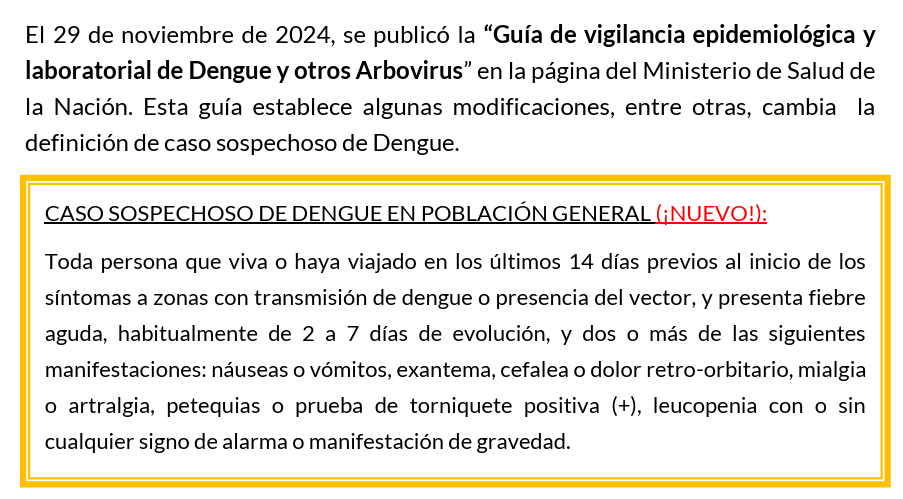 El 29 de noviembre de 2024, se publicó la “Guía de vigilancia epidemiológica y
laboratorial de Dengue y otros Arbovirus” en la página del Ministerio de Salud de
la Nación. Esta guía establece algunas modificaciones, entre otras, cambia la
definición de caso sospechoso de Dengue.
CASO SOSPECHOSO DE DENGUE EN POBLACIÓN GENERAL (¡NUEVO!):
Toda persona que viva o haya viajado en los últimos 14 días previos al inicio de los
síntomas a zonas con transmisión de dengue o presencia del vector, y presenta fiebre
aguda, habitualmente de 2 a 7 días de evolución, y dos o más de las siguientes
manifestaciones: náuseas o vómitos, exantema, cefalea o dolor retro-orbitario, mialgia
o artralgia, petequias o prueba de torniquete positiva (+), leucopenia con o sin
cualquier signo de alarma o manifestación de gravedad.